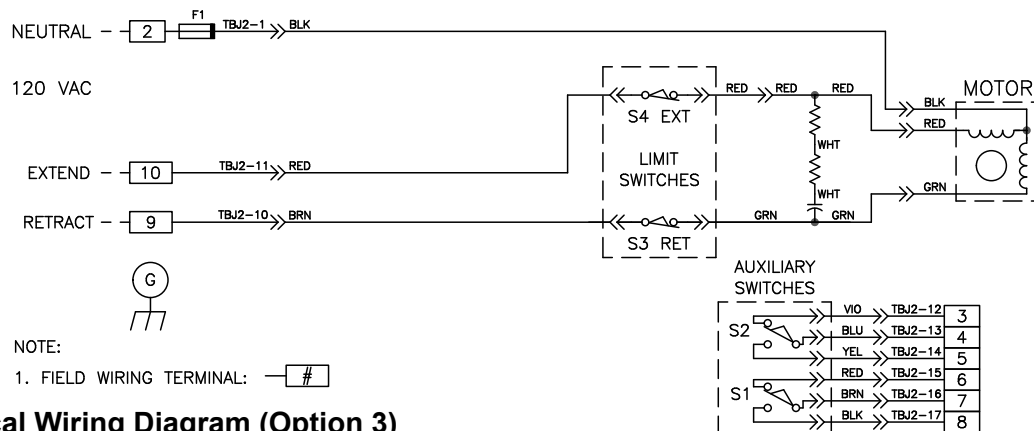 NEUTRAL
2
F1
TBJ2-1
BLK
120 VAC
MOTOR
RED
RED
RED
S4 EXT
BLK
RED
WHT
LIMIT
SWITCHES
EXTEND
10
TBJ2-11
RED
WHT
GRN
RETRACT
9
TBJ2-10
BRN
GRN
GRN
S3 RET
G
AUXILIARY
SWITCHES
S2
VIO
TBJ2-12
3
BLU
TBJ2-13
4
YEL
TBJ2-14
5
S1
RED
TBJ2-15
6
BRN
TBJ2-16
7
BLK
TBJ2-17
8
NOTE:
1. FIELD WIRING TERMINAL: #
Wiring Diagram (Option 3)